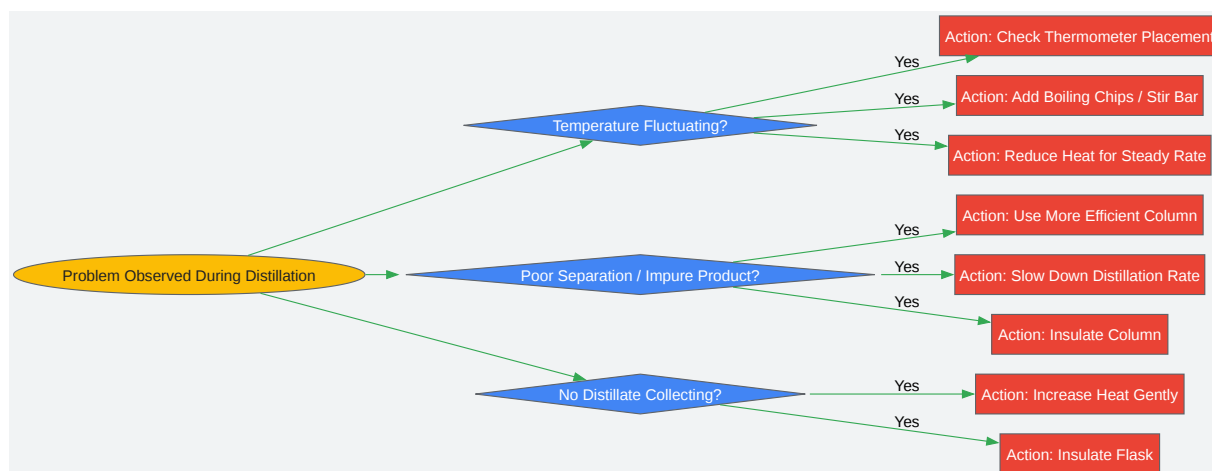 Action: Check Thermometer Placement
Yes
Action: Add Boiling Chips / Stir Bar
Yes
Temperature Fluctuating?
Yes
Action: Reduce Heat for Steady Rate
Action: Use More Efficient Column
Yes
Problem Observed During Distillation
Poor Separation / Impure Product?
Yes
Action: Slow Down Distillation Rate
Yes
Action: Insulate Column
No Distillate Collecting?
Yes
Action: Increase Heat Gently
Yes
Action: Insulate Flask